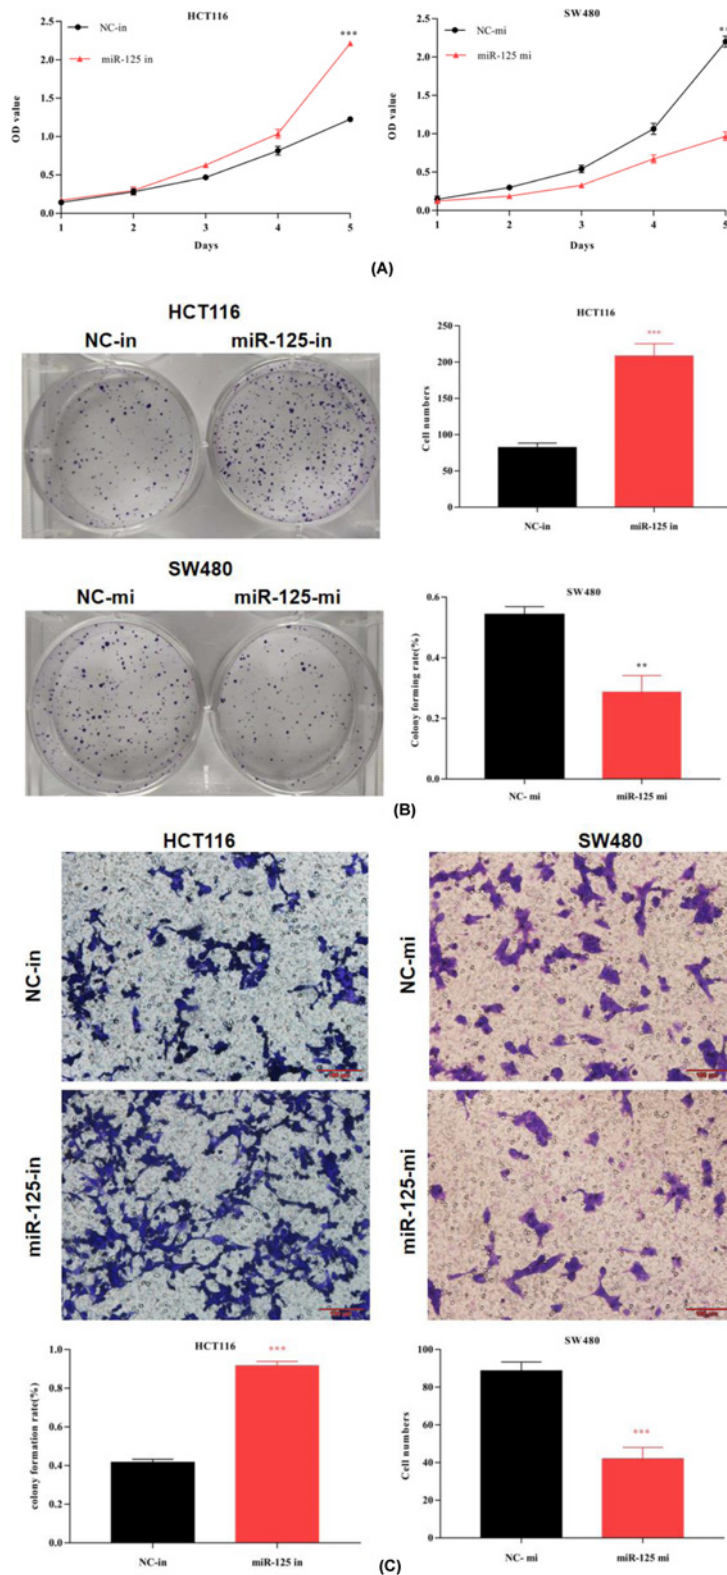 HCT116
NC-in
miR-125 in
***
OD value
2.5
2.0
1.5
1.0
0.5
0.0
1 2 3 4 5
Days
SW480
NC-mi
miR-125 mi
OD value
2.5
2.0
1.5
1.0
0.5
0.0
1 2 3 4 5
Days
(A)
HCT116
NC-in miR-125-in
HCT116
Cell numbers
250
200
150
100
50
0
***
NC-in miR-125 in
SW480
NC-mi miR-125-mi
SW480
Colony forming rate(%)
0.6
0.4
0.2
0.0
**
NC- mi miR-125 mi
(B)
HCT116 SW480
NC-in
NC-mi
miR-125-in
miR-125-mi
HCT116
colony formation rate(%)
1.0
0.8
0.6
0.4
0.2
0.0
***
NC-in miR-125 in
SW480
Cell numbers
100
80
60
40
20
0
***
NC- mi miR-125 mi
(C)